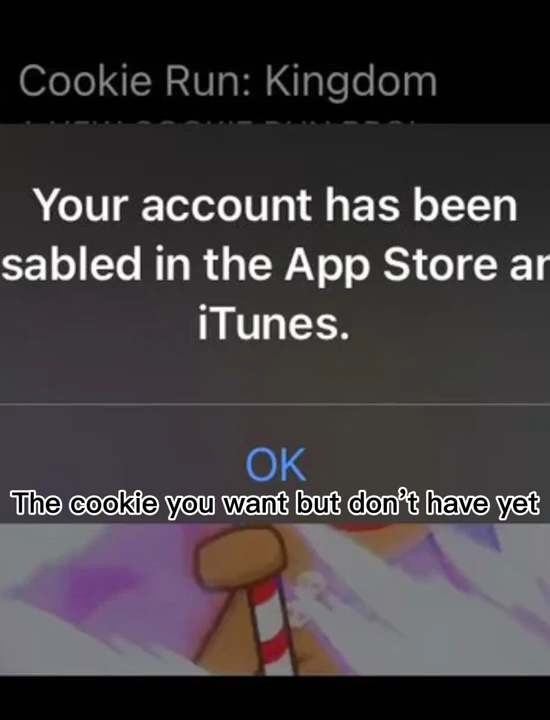 Cookie Run: Kingdom
Your account has been
sabled in the App Store an
iTunes.
OK
The cookie you want but don't have yet